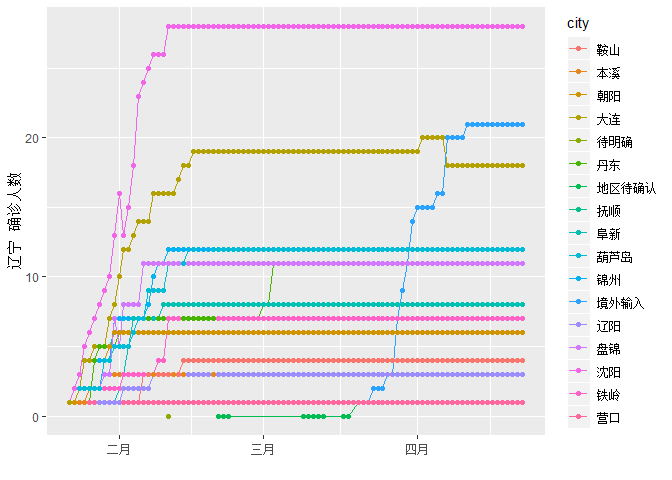 city
鞍山
本溪
朝阳
大连
待明确
丹东
地区待确认
抚顺
阜新
葫芦岛
锦州
境外输入
辽阳
盘锦
沈阳
铁岭
营口
辽宁 确诊人数
20
10
0
二月
三月
四月